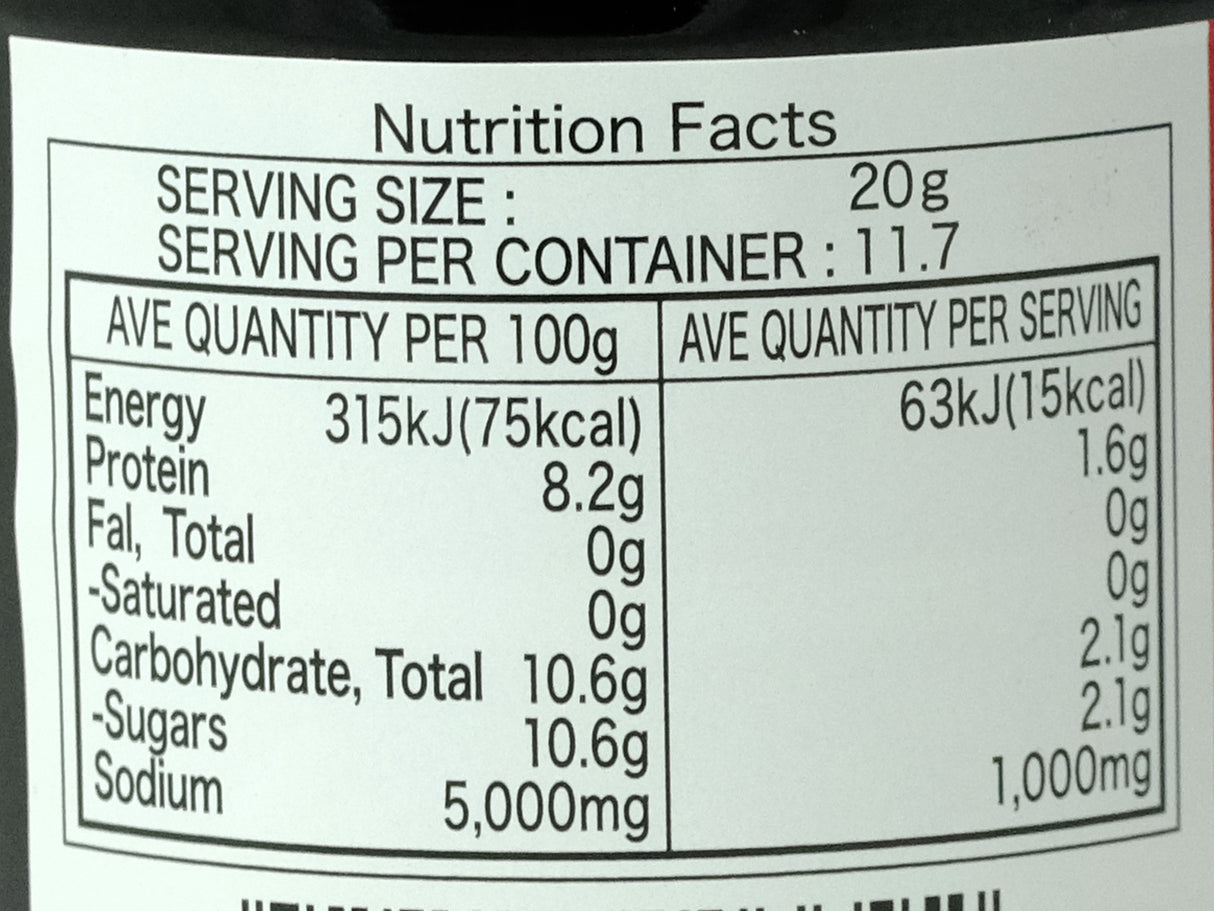 Nutrition Facts
SERVING SIZE : 20g
SERVING PER CONTAINER : 11.7
AVE QUANTITY PER 100g AVE QUANTITY PER SERVING
Energy 315kJ(75kcal) 63kJ(15kcal)
Protein 8.2g 1.6g
Fal, Total 0g 0g
-Saturated 0g 0g
Carbohydrate, Total 10.6g 2.1g
-Sugars 10.6g 2.1g
Sodium 5,000mg 1,000mg